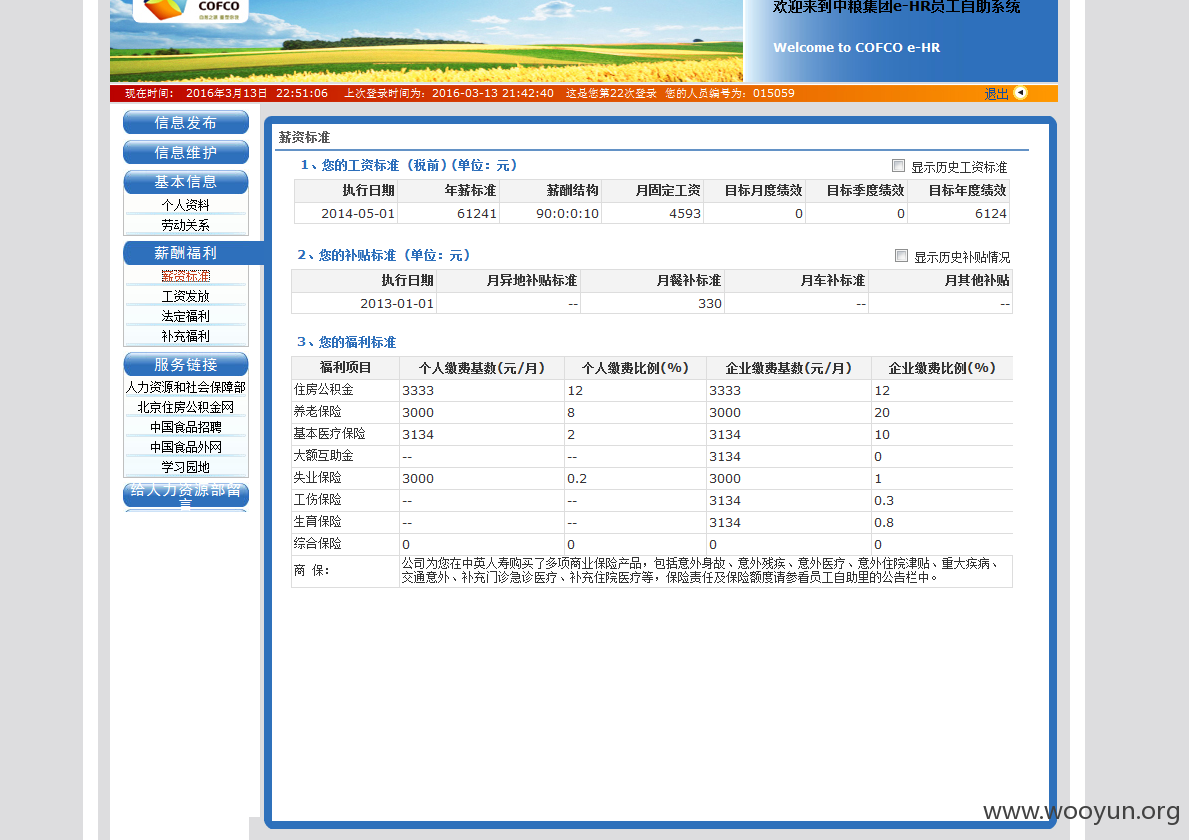 COFCO
自然之源 重塑你我
欢迎来到中粮集团e-HR员工自助系统
Welcome to COFCO e-HR
现在时间： 2016年3月13日 22:51:06 上次登录时间为：2016-03-13 21:42:40 这是您第22次登录 您的人员编号为：015059 退出
信息发布
信息维护
基本信息
个人资料
劳动关系
薪酬福利
薪资标准
工资发放
法定福利
补充福利
服务链接
人力资源和社会保障部
北京住房公积金网
中国食品招聘
中国食品外网
学习园地
给人力资源部留言
薪资标准
1、您的工资标准（税前）(单位：元） 显示历史工资标准
执行日期 年薪标准 薪酬结构 月固定工资 目标月度绩效 目标季度绩效 目标年度绩效
2014-05-01 61241 90:0:0:10 4593 0 0 6124
2、您的补贴标准（单位：元） 显示历史补贴情况
执行日期 月异地补贴标准 月餐补标准 月车补标准 月其他补贴
2013-01-01 -- 330 -- --
3、您的福利标准
福利项目 个人缴费基数(元/月) 个人缴费比例(%) 企业缴费基数(元/月) 企业缴费比例(%)
住房公积金 3333 12 3333 12
养老保险 3000 8 3000 20
基本医疗保险 3134 2 3134 10
大额互助金 -- -- 3134 0
失业保险 3000 0.2 3000 1
工伤保险 -- -- 3134 0.3
生育保险 -- -- 3134 0.8
综合保险 0 0 0 0
商 保： 公司为您在中英人寿购买了多项商业保险产品，包括意外身故、意外残疾、意外医疗、意外住院津贴、重大疾病、
交通意外、补充门诊急诊医疗、补充住院医疗等，保险责任及保险额度请参看员工自助里的公告栏中。
www.wooyun.org